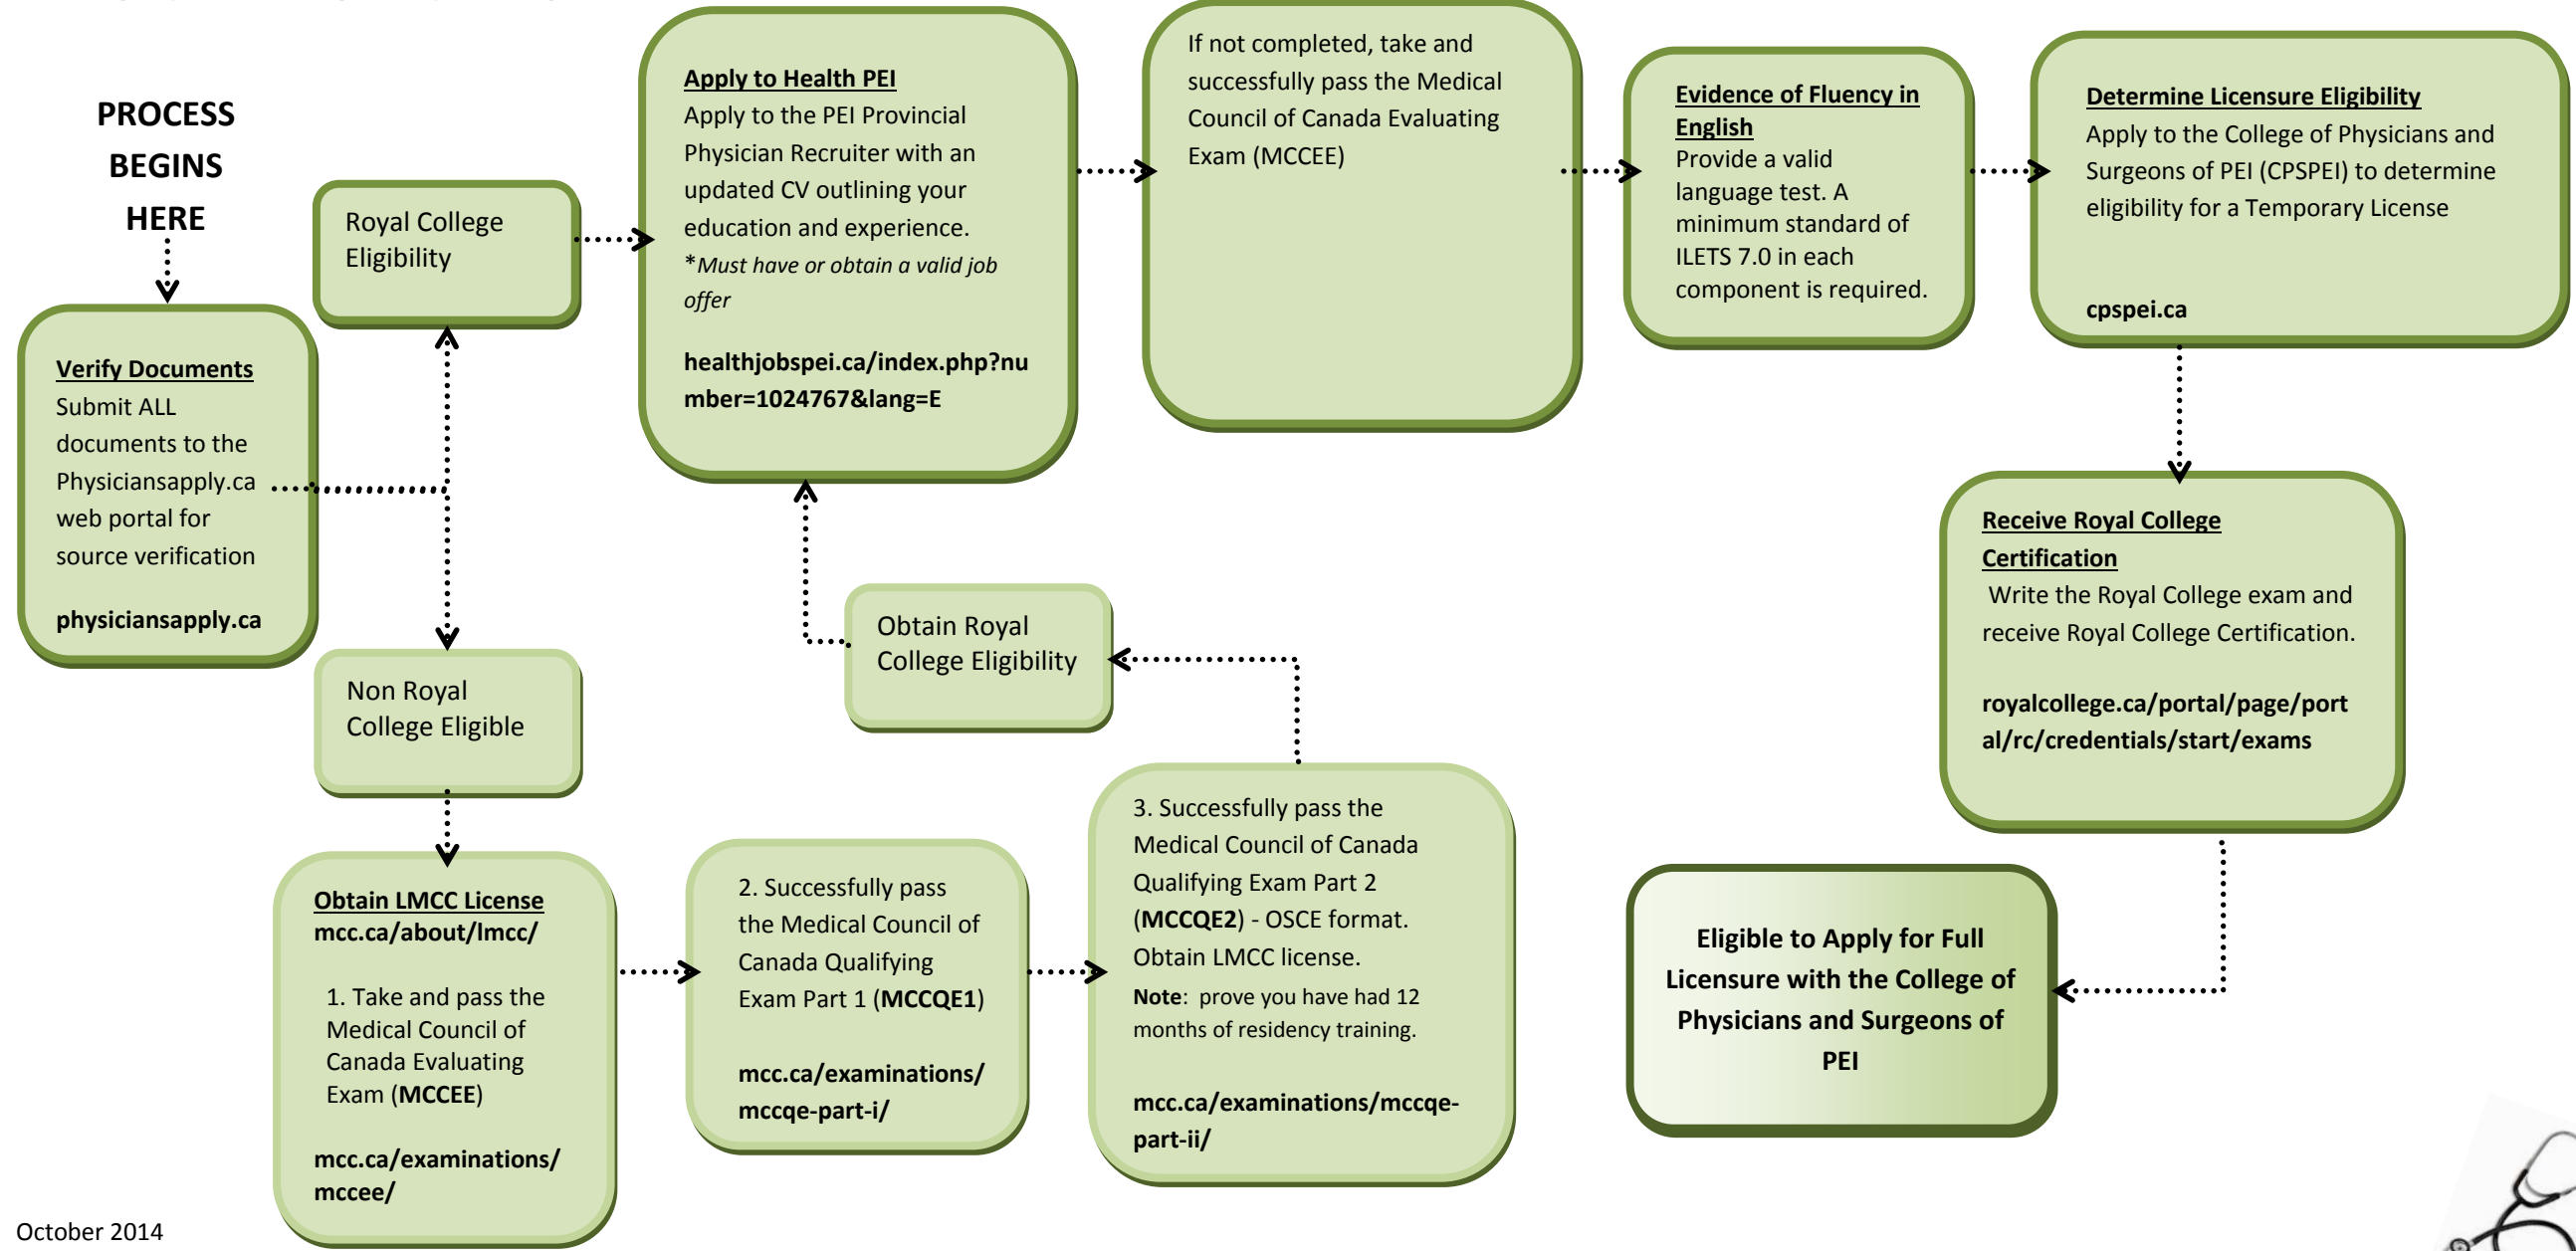 PROCESS
BEGINS
HERE
Verify Documents
Submit ALL
documents to the
Physiciansapply.ca
web portal for
source verification
physiciansapply.ca
Royal College
Eligibility
Non Royal
College Eligible
Apply to Health PEI
Apply to the PEI Provincial
Physician Recruiter with an
updated CV outlining your
education and experience.
*Must have or obtain a valid job
offer
healthjobspei.ca/index.php?nu
mber=1024767&lang=E
If not completed, take and
successfully pass the Medical
Council of Canada Evaluating
Exam (MCCEE)
Evidence of Fluency in
English
Provide a valid
language test. A
minimum standard of
ILETS 7.0 in each
component is required.
Determine Licensure Eligibility
Apply to the College of Physicians and
Surgeons of PEI (CPSPEI) to determine
eligibility for a Temporary License
cpspei.ca
Receive Royal College
Certification
Write the Royal College exam and
receive Royal College Certification.
royalcollege.ca/portal/page/port
al/rc/credentials/start/exams
Obtain Royal
College Eligibility
Obtain LMCC License
mcc.ca/about/lmcc/
1. Take and pass the
Medical Council of
Canada Evaluating
Exam (MCCEE)
mcc.ca/examinations/
mccee/
2. Successfully pass
the Medical Council of
Canada Qualifying
Exam Part 1 (MCCQE1)
mcc.ca/examinations/
mccqe-part-i/
3. Successfully pass the
Medical Council of Canada
Qualifying Exam Part 2
(MCCQE2) - OSCE format.
Obtain LMCC license.
Note: prove you have had 12
months of residency training.
mcc.ca/examinations/mccqe-
part-ii/
Eligible to Apply for Full
Licensure with the College of
Physicians and Surgeons of
PEI
October 2014